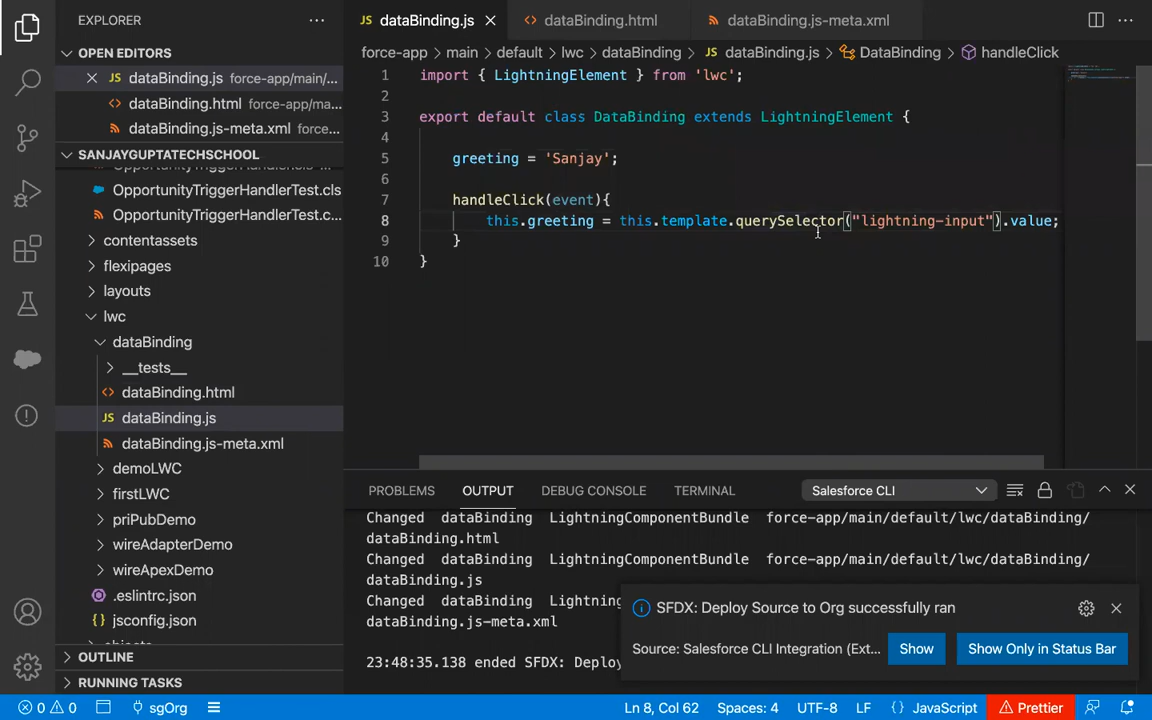 EXPLORER
OPEN EDITORS
dataBinding.js force-app/main/...
dataBinding.html force-app/ma...
dataBinding.js-meta.xml force...
SANJAYGUPTATECHSCHOOL
OpportunityTriggerHandlerTest.cls
OpportunityTriggerHandlerTest.c...
contentassets
flexipages
layouts
lwc
dataBinding
__tests__
dataBinding.html
JS dataBinding.js
dataBinding.js-meta.xml
demoLWC
firstLWC
priPubDemo
wireAdapterDemo
wireApexDemo
.eslintrc.json
{} jsconfig.json
OUTLINE
RUNNING TASKS
JS dataBinding.js
dataBinding.html
dataBinding.js-meta.xml
force-app > main > default > lwc > dataBinding > JS dataBinding.js > DataBinding > handleClick
1 import { LightningElement } from 'lwc';
2
3 export default class DataBinding extends LightningElement {
4
5 greeting = 'Sanjay';
6
7 handleClick(event){
8 this.greeting = this.template.querySelector("lightning-input").value;
9 }
10 }
PROBLEMS OUTPUT DEBUG CONSOLE TERMINAL Salesforce CLI
Changed dataBinding LightningComponentBundle force-app/main/default/lwc/dataBinding/
dataBinding.html
Changed dataBinding LightningComponentBundle force-app/main/default/lwc/dataBinding/
dataBinding.js
Changed dataBinding Lightning
dataBinding.js-meta.xml
23:48:35.138 ended SFDX: Deploy
SFDX: Deploy Source to Org successfully ran
Source: Salesforce CLI Integration (Ext...
Show
Show Only in Status Bar
0 0 sgOrg Ln 8, Col 62 Spaces: 4 UTF-8 LF {} JavaScript Prettier